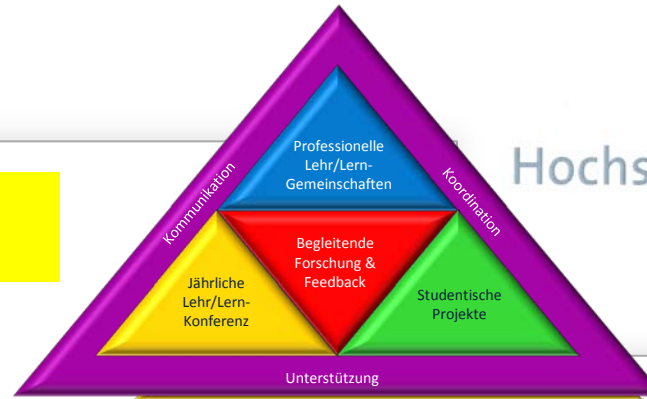 Professionelle
Lehr/Lern-
Gemeinschaften
Kommunikation
Koordination
Hochs
Begleitende
Forschung &
Feedback
Jährliche
Lehr/Lern-
Konferenz
Studentische
Projekte
Unterstützung